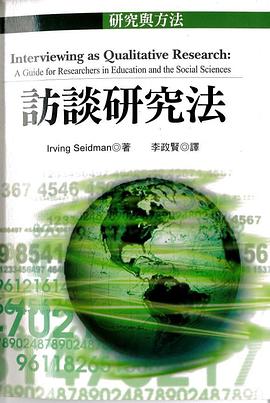 研究與方法
Interviewing as Qualitative Research:
A Guide for Researchers in Education and the Social Sciences
訪談研究法
Irving Seidman◎著
李政賢◎譯